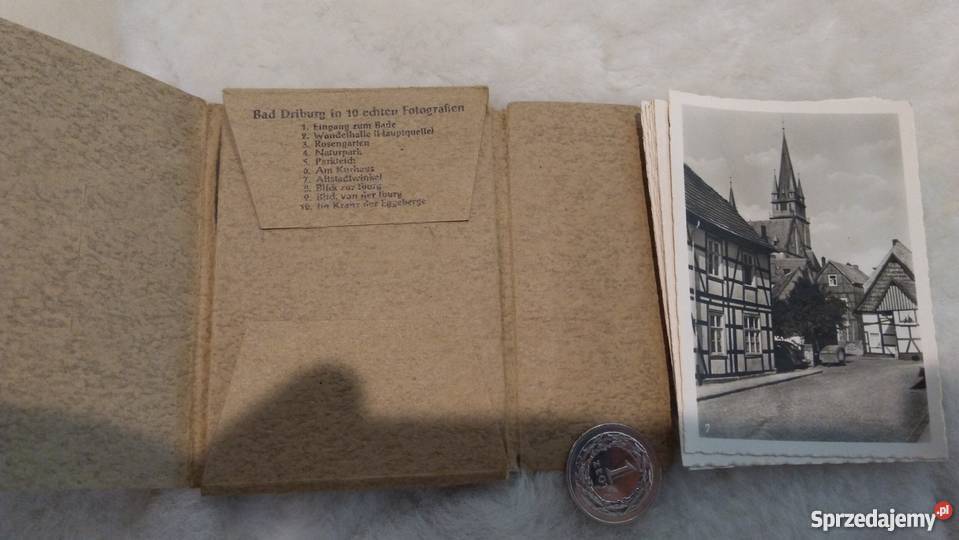 Bad Driburg in 10 echten Fotografien
1. Eingang zum Bade
2. Wandelhalle (Hauptquelle)
3. Rosengarten
4. Naturpark
5. Parkteich
6. Am Kurhaus
7. Altstadtwinkel
8. Blick zur Iburg
9. Blick von der Iburg
10. Im Kranz der Eggeberge
7
1
Sprzedajemy.pl